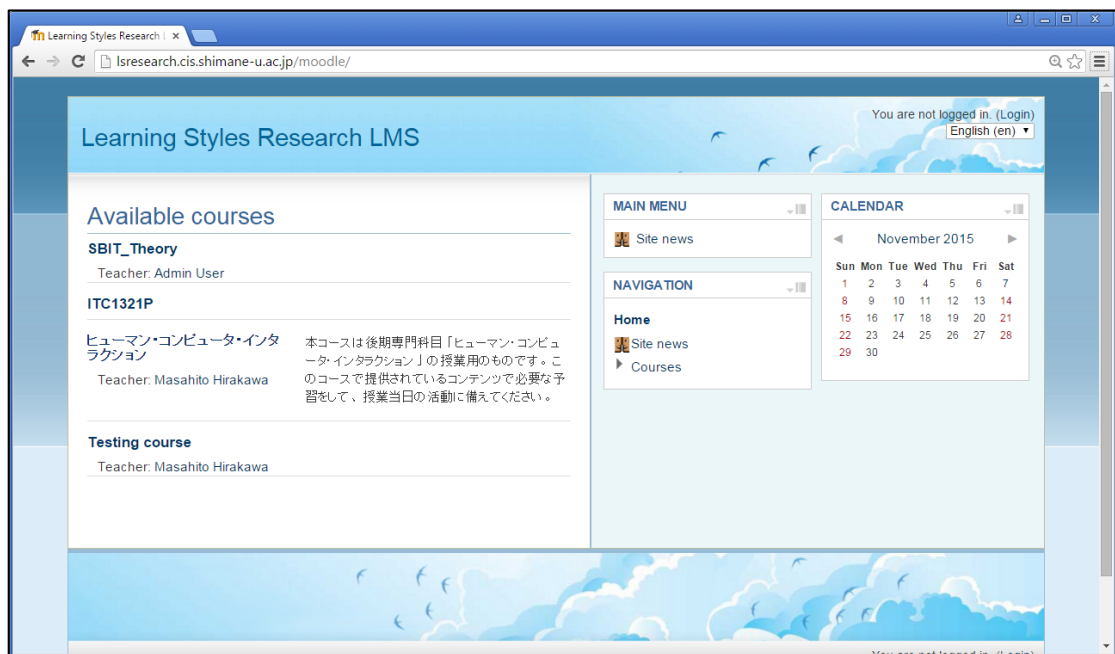 Learning Styles Research L
lsresearch.cis.shimane-u.ac.jp/moodle/
You are not logged in. (Login)
English (en)
Learning Styles Research LMS
Available courses
SBIT_Theory
Teacher: Admin User
ITC1321P
ヒューマン・コンピュータ・インタ
ラクション
Teacher: Masahito Hirakawa
本コースは後期専門科目「ヒューマン・コンピュ
ータ・インタラクション」の授業用のものです。こ
のコースで提供されているコンテンツで必要な予
習をして、授業当日の活動に備えてください。
Testing course
Teacher: Masahito Hirakawa
MAIN MENU
Site news
NAVIGATION
Home
Site news
Courses
CALENDAR
November 2015
Sun Mon Tue Wed Thu Fri Sat
1 2 3 4 5 6 7
8 9 10 11 12 13 14
15 16 17 18 19 20 21
22 23 24 25 26 27 28
29 30
You are not logged in. (Login)